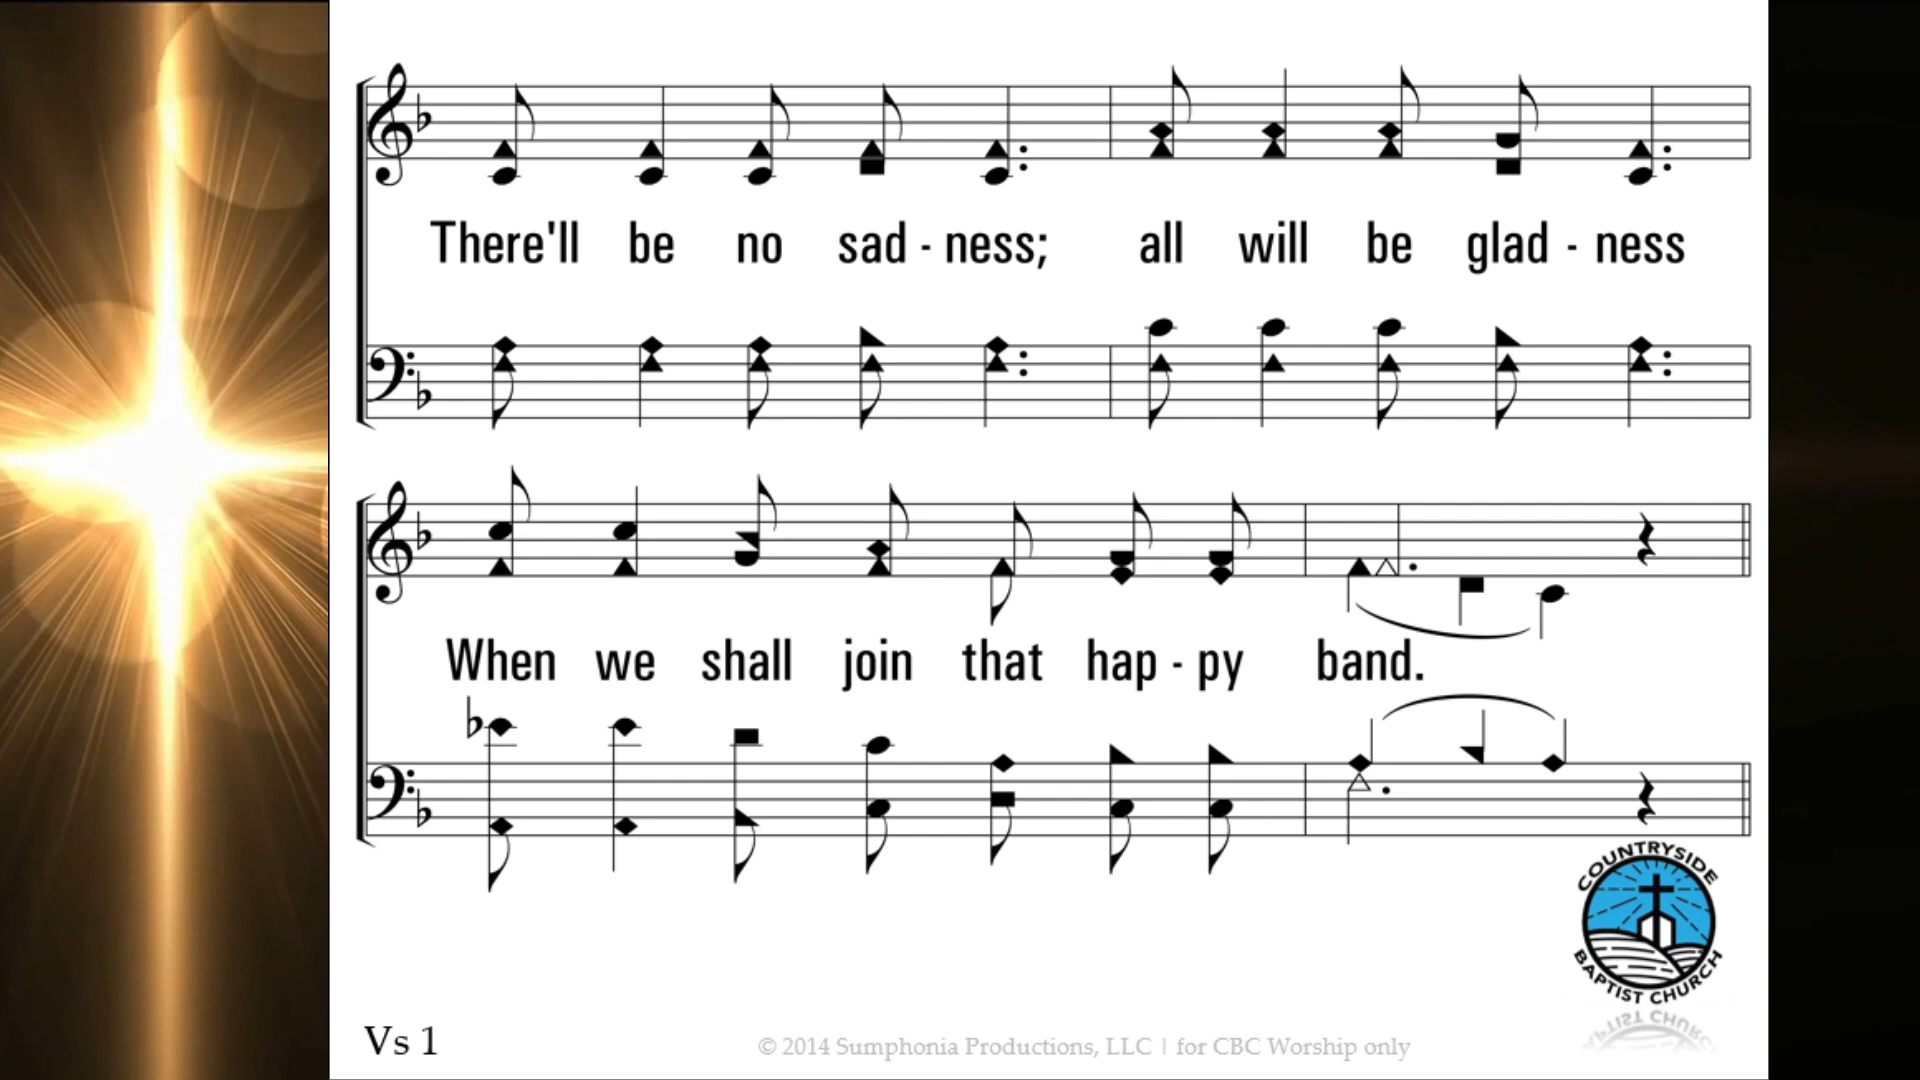 There'll be no sad - ness; all will be glad - ness
When we shall join that hap - py band.
COUNTRYSIDE
BAPTIST CHURCH
Vs 1
© 2014 Sumphonia Productions, LLC | for CBC Worship only